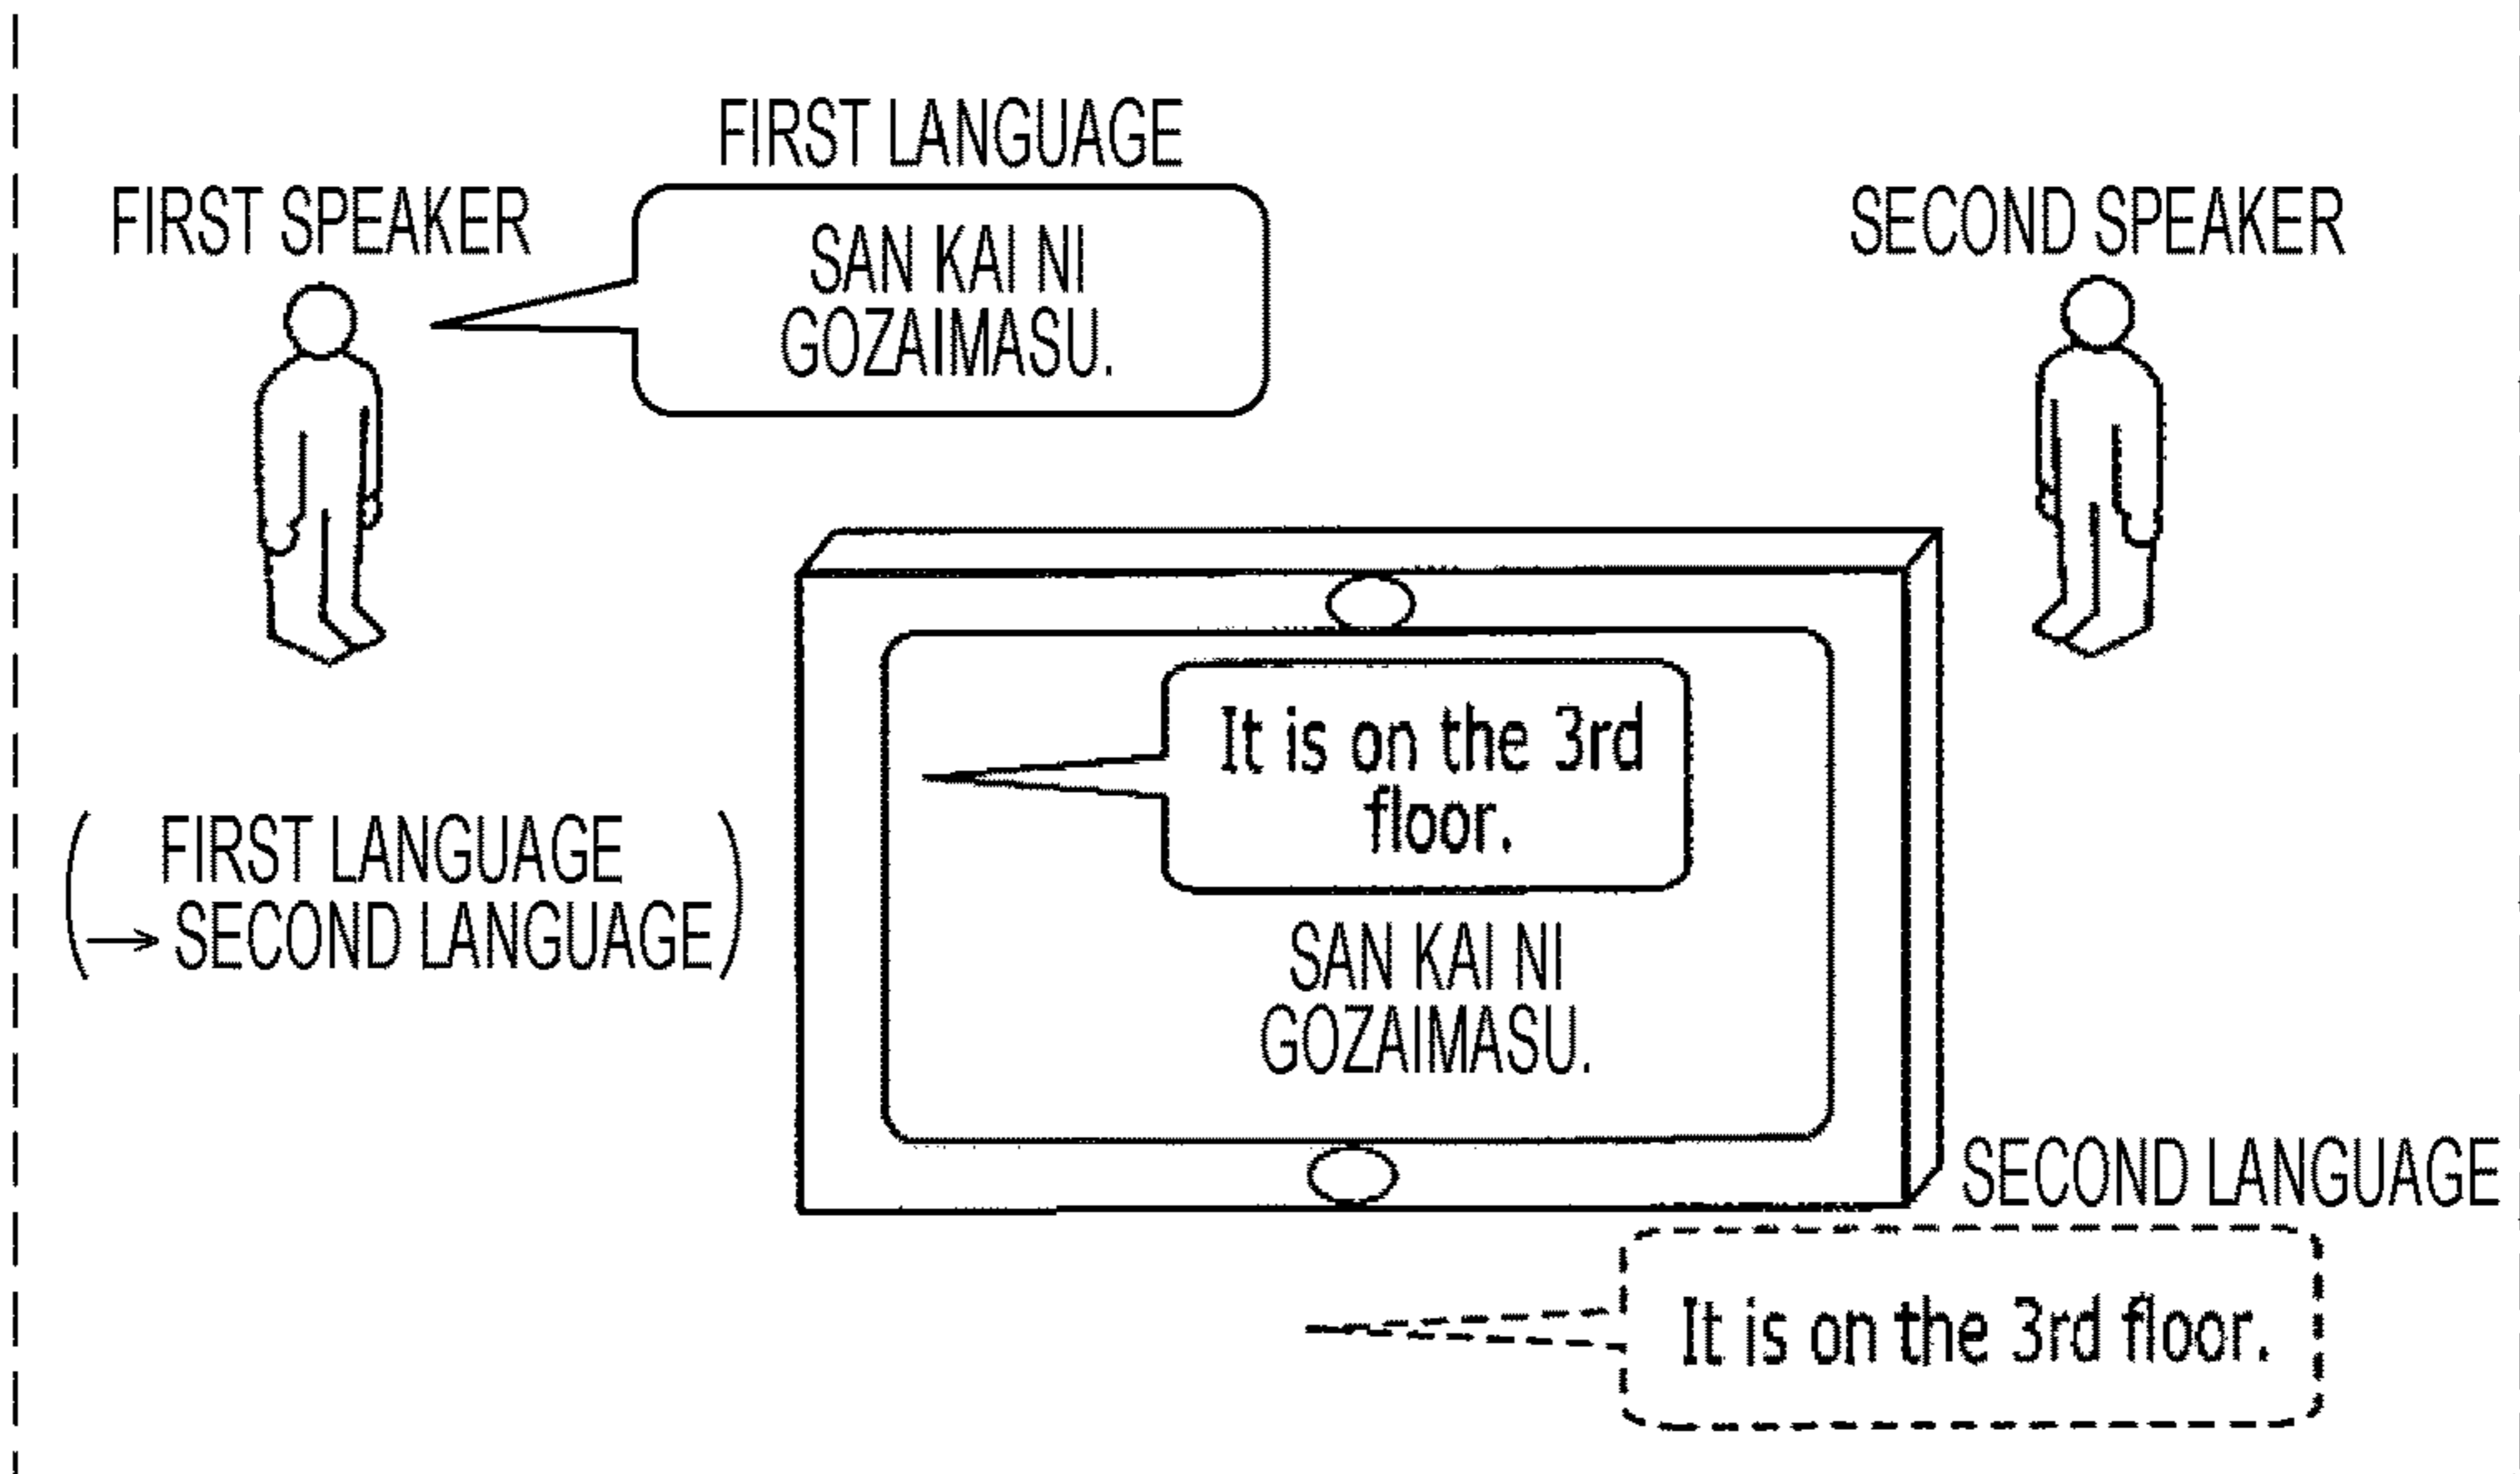 FIRST LANGUAGE
FIRST SPEAKER
SAN KAI NI
GOZAIMASU.
SECOND SPEAKER
It is on the 3rd
floor.
(FIRST LANGUAGE
→ SECOND LANGUAGE)
SAN KAI NI
GOZAIMASU.
SECOND LANGUAGE
It is on the 3rd floor.